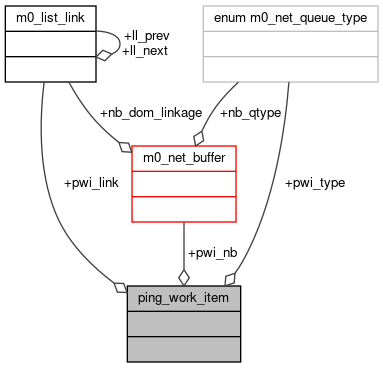 m0_list_link
enum m0_net_queue_type
+ll_prev
+ll_next
+nb_dom_linkage
+nb_qtype
m0_net_buffer
+pwi_link
+pwi_type
+pwi_nb
ping_work_item